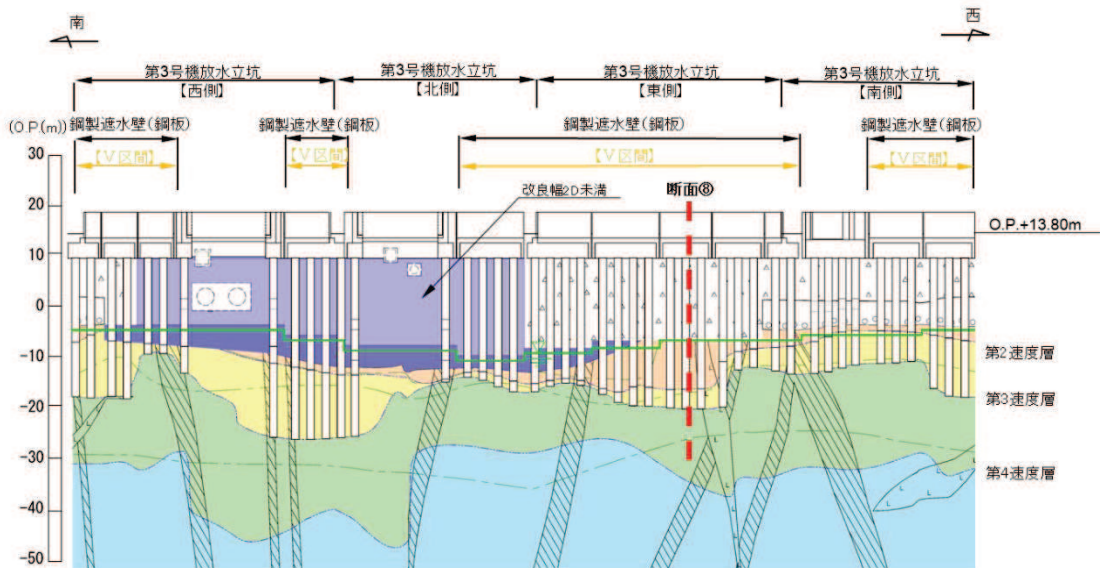 南
西
第3号機放水立坑
【西側】
第3号機放水立坑
【北側】
第3号機放水立坑
【東側】
第3号機放水立坑
【南側】
(O.P.(m))
鋼製遮水壁(鋼板)
鋼製遮水壁(鋼板)
鋼製遮水壁(鋼板)
鋼製遮水壁(鋼板)
【Ⅴ区間】
【Ⅴ区間】
【Ⅴ区間】
【Ⅴ区間】
改良幅2D未満
断面⑧
O.P.+13.80m
30
20
10
0
-10
-20
-30
-40
-50
第2速度層
第3速度層
第4速度層